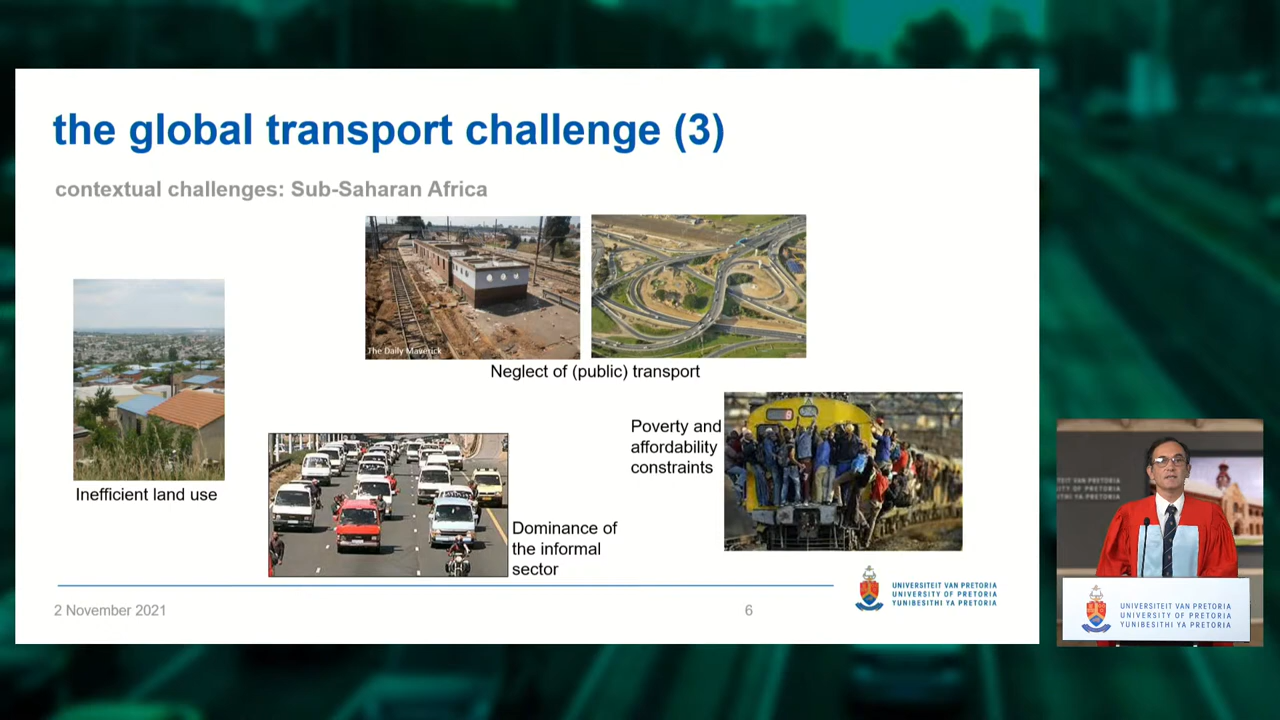 the global transport challenge (3)
contextual challenges: Sub-Saharan Africa
The Daily Maverick
Neglect of (public) transport
Inefficient land use
Poverty and
affordability
constraints
Dominance of
the informal
sector
2 November 2021
6
UNIVERSITEIT VAN PRETORIA
UNIVERSITY OF PRETORIA
YUNIBESITHI YA PRETORIA
UNIVERSITEIT VAN PRETORIA
UNIVERSITY OF PRETORIA
YUNIBESITHI YA PRETORIA